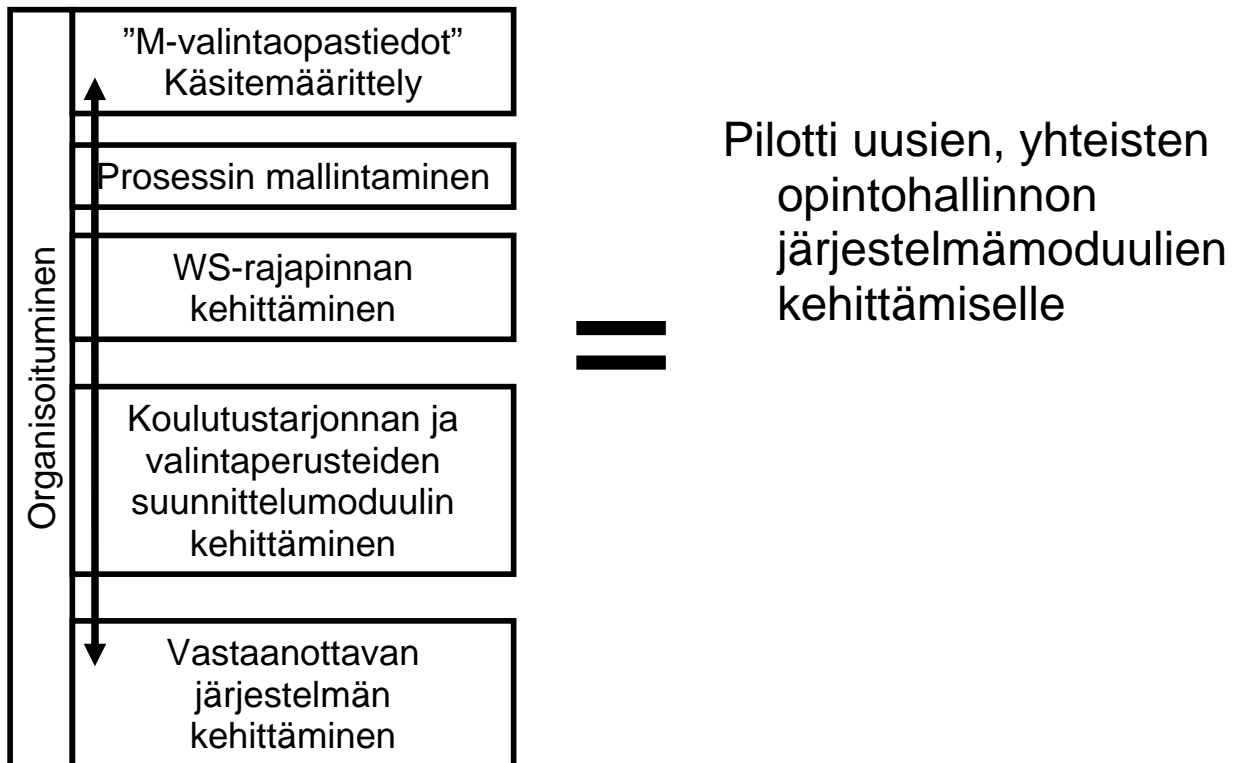 Organisoituminen
”M-valintaopastiedot”
Käsitemäärittely
Prosessin mallintaminen
WS-rajapinnan
kehittäminen
Koulutustarjonnan ja
valintaperusteiden
suunnittelumoduulin
kehittäminen
Vastaanottavan
järjestelmän
kehittäminen
=
Pilotti uusien, yhteisten
opintohallinnon
järjestelmämoduulien
kehittämiselle